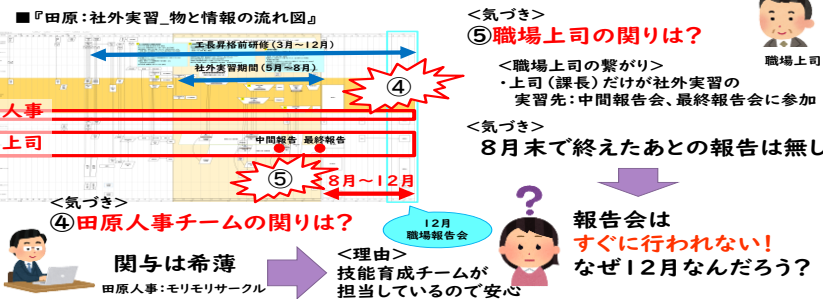 ■『田原:社外実習_物と情報の流れ図』
工長昇格前研修(3月~12月)
社外実習期間(5月~8月)
④
人事
上司
中間報告 最終報告
⑤
8月~12月
12月
職場報告会
<気づき>
④田原人事チームの関りは?
関与は希薄
田原人事:モリモリサークル
<理由>
技能育成チームが
担当しているので安心
<気づき>
⑤職場上司の関りは?
職場上司
<職場上司の繋がり>
・上司(課長)だけが社外実習の
実習先:中間報告会、最終報告会に参加
<気づき>
8月末で終えたあとの報告は無し
?
報告会は
すぐに行われない!
なぜ12月なんだろう?